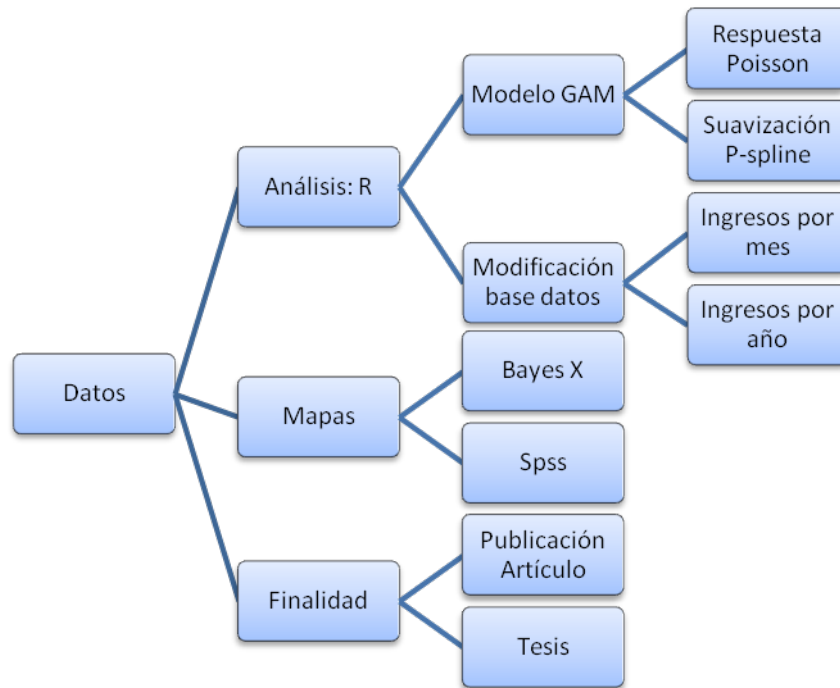 Datos
Análisis: R
Modelo GAM
Respuesta
Poisson
Suavización
P-spline
Modificación
base datos
Ingresos por
mes
Ingresos por
año
Mapas
Bayes X
Spss
Finalidad
Publicación
Artículo
Tesis